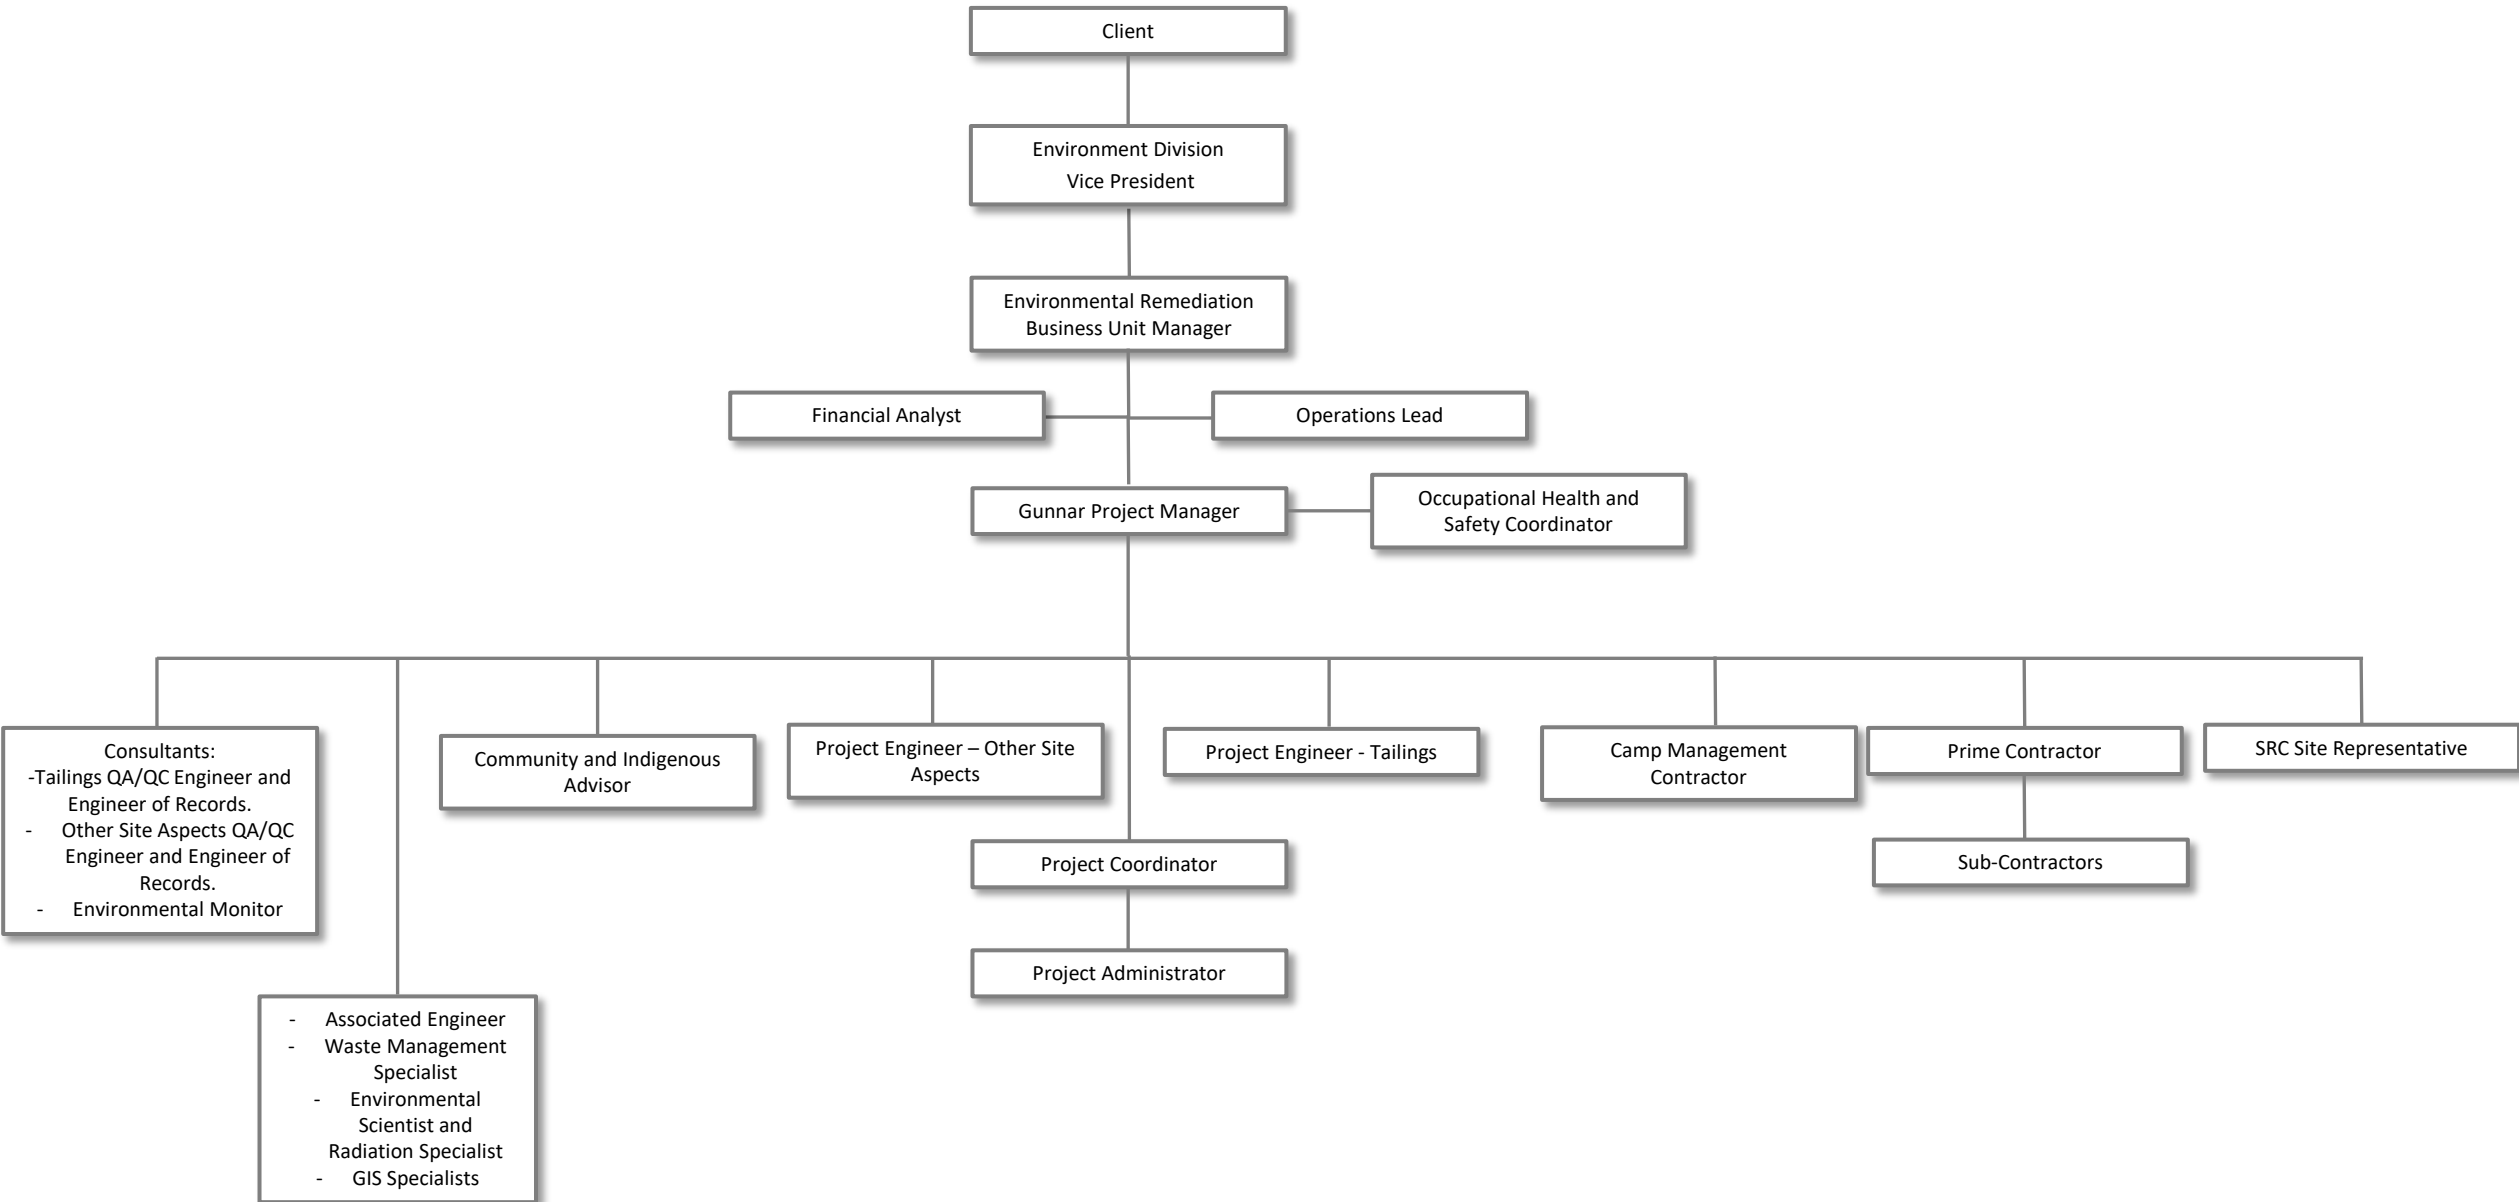 Client
Environment Division
Vice President
Environmental Remediation
Business Unit Manager
Financial Analyst
Operations Lead
Gunnar Project Manager
Occupational Health and
Safety Coordinator
Consultants:
-Tailings QA/QC Engineer and
Engineer of Records.
- Other Site Aspects QA/QC
Engineer and Engineer of
Records.
- Environmental Monitor
- Associated Engineer
- Waste Management
Specialist
- Environmental
Scientist and
Radiation Specialist
- GIS Specialists
Community and Indigenous
Advisor
Project Engineer – Other Site
Aspects
Project Coordinator
Project Administrator
Project Engineer - Tailings
Camp Management
Contractor
Prime Contractor
Sub-Contractors
SRC Site Representative